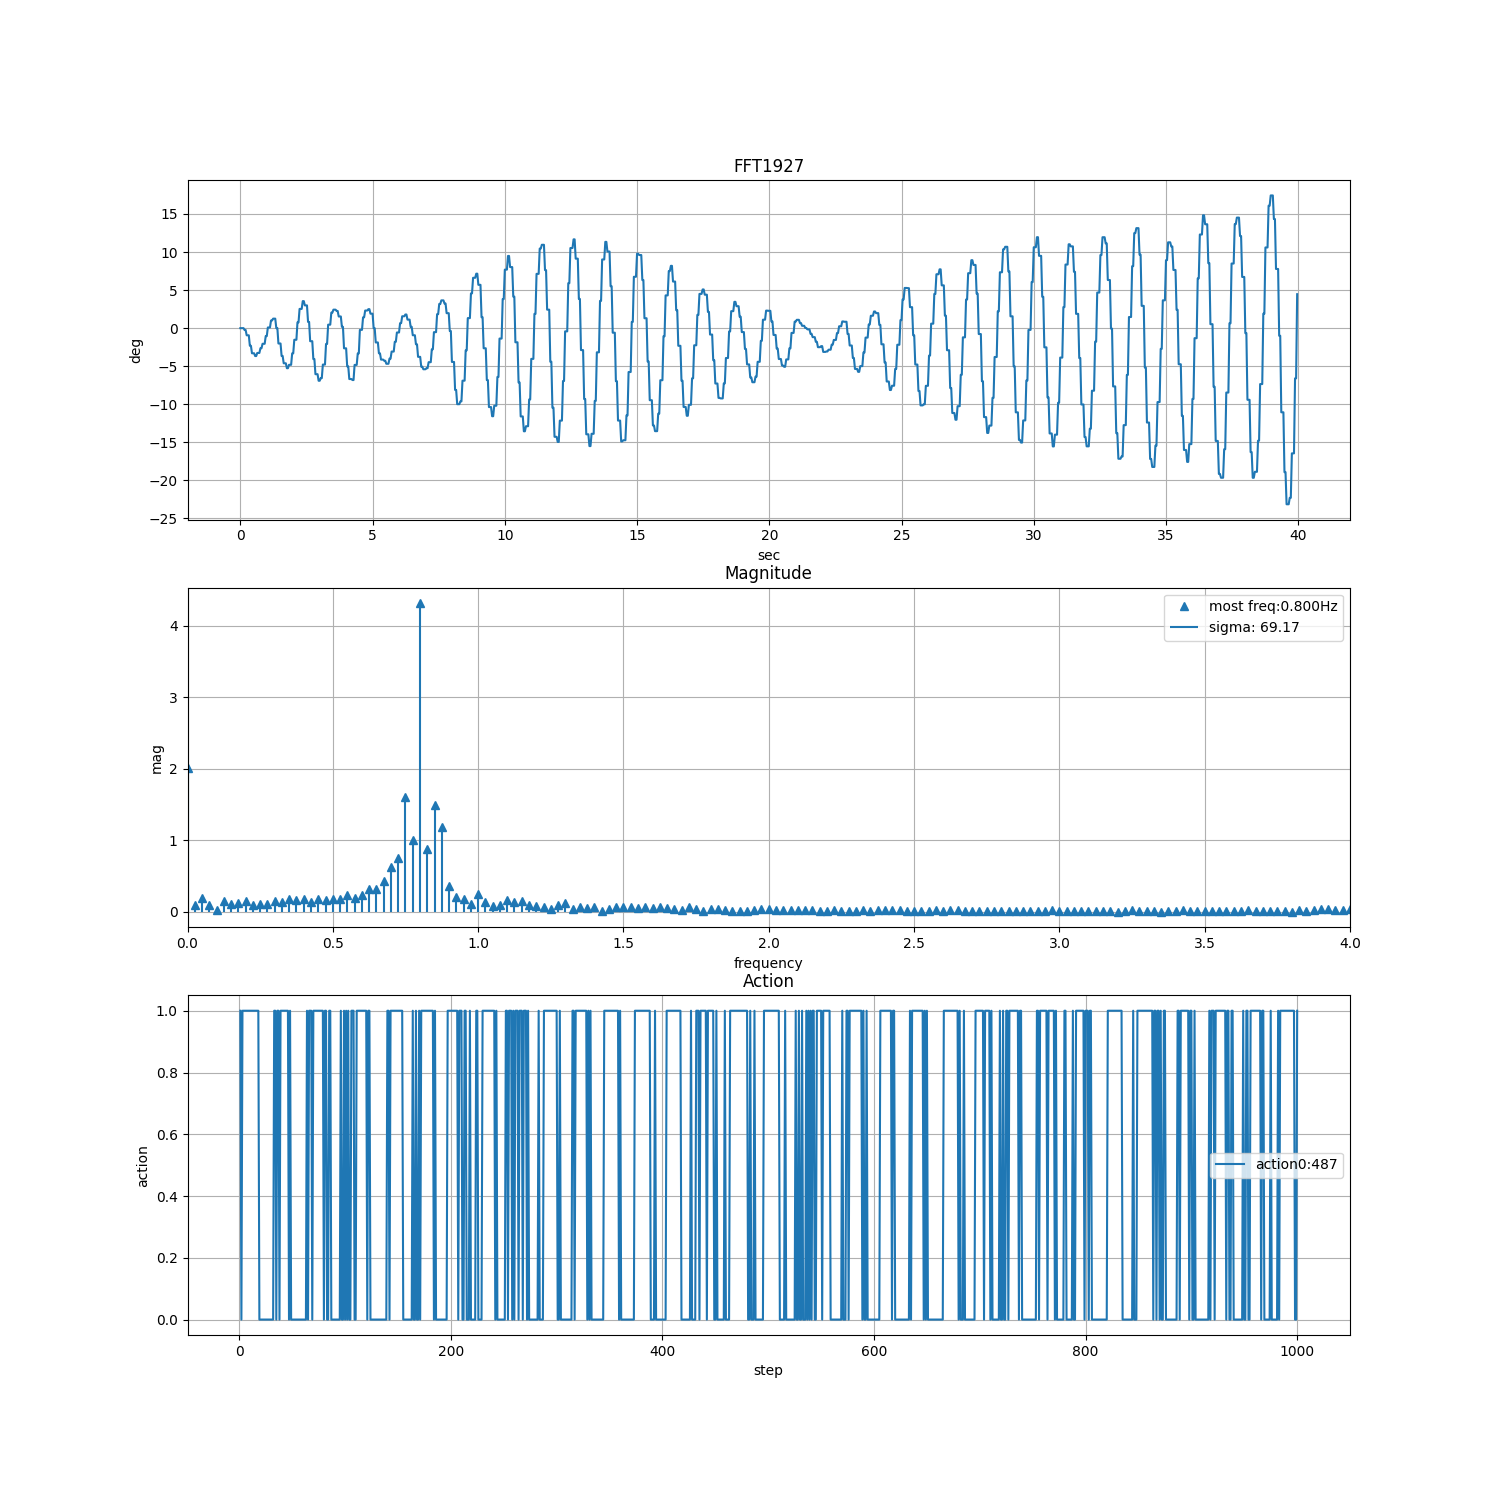 FFT1927
15
10
5
0
−5
−10
−15
−20
−25
deg
0 5 10 15 20 25 30 35 40
sec
Magnitude
most freq:0.800Hz
sigma: 69.17
4
3
2
1
0
mag
0.0 0.5 1.0 1.5 2.0 2.5 3.0 3.5 4.0
frequency
Action
1.0
0.8
0.6
0.4
0.2
0.0
action
action0:487
0 200 400 600 800 1000
step